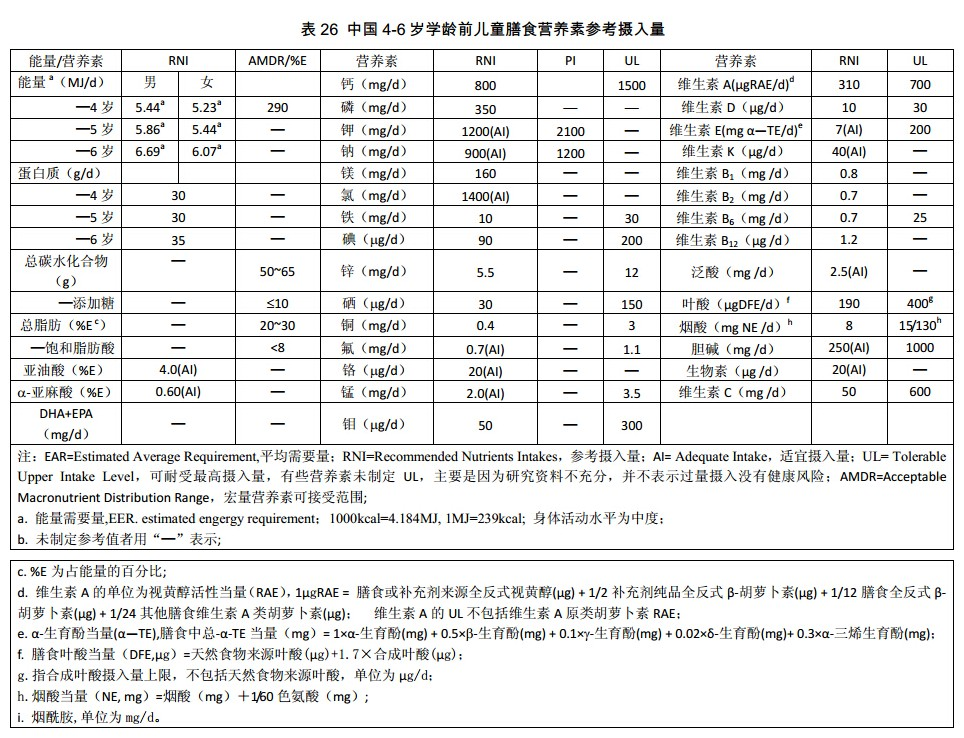 表 26 中国 4-6 岁学龄前儿童膳食营养素参考摄入量
能量/营养素 RNI AMDR/%E 营养素 RNI PI UL 营养素 RNI UL
能量ᵃ(MJ/d) 男 女 钙(mg/d) 800 1500 维生素 A(μgRAE/d)ᵈ 310 700
—4 岁 5.44ᵃ 5.23ᵃ 290 磷(mg/d) 350 — — 维生素 D(μg/d) 10 30
—5 岁 5.86ᵃ 5.44ᵃ — 钾(mg/d) 1200(AI) 2100 — 维生素 E(mg α—TE/d)ᵉ 7(AI) 200
—6 岁 6.69ᵃ 6.07ᵃ — 钠(mg/d) 900(AI) 1200 — 维生素 K(μg/d) 40(AI) —
蛋白质(g/d) 镁(mg/d) 160 — — 维生素 B₁(mg/d) 0.8 —
—4 岁 30 — 氯(mg/d) 1400(AI) — — 维生素 B₂(mg/d) 0.7 —
—5 岁 30 — 铁(mg/d) 10 — 30 维生素 B₆(mg/d) 0.7 25
—6 岁 35 — 碘(μg/d) 90 — 200 维生素 B₁₂(μg/d) 1.2 —
总碳水化合物(g) — 50~65 锌(mg/d) 5.5 — 12 泛酸(mg/d) 2.5(AI) —
—添加糖 — ≤10 硒(μg/d) 30 — 150 叶酸(μgDFE/d)ᶠ 190 400ᵍ
总脂肪(%Eᶜ) — 20~30 铜(mg/d) 0.4 — 3 烟酸(mg NE/d)ʰ 8 15/130ʰ
—饱和脂肪酸 — <8 氟(mg/d) 0.7(AI) — 1.1 胆碱(mg/d) 250(AI) 1000
亚油酸(%E) 4.0(AI) — 铬(μg/d) 20(AI) — — 生物素(μg/d) 20(AI) —
α-亚麻酸(%E) 0.60(AI) — 锰(mg/d) 2.0(AI) — 3.5 维生素 C(mg/d) 50 600
DHA+EPA(mg/d) — — 钼(μg/d) 50 — 300
注:EAR=Estimated Average Requirement,平均需要量;RNI=Recommended Nutrients Intakes,参考摄入量;AI= Adequate Intake,适宜摄入量;UL= Tolerable
Upper Intake Level,可耐受最高摄入量,有些营养素未制定 UL,主要是因为研究资料不充分,并不表示过量摄入没有健康风险;AMDR=Acceptable
Macronutrient Distribution Range,宏量营养素可接受范围;
a. 能量需要量,EER. estimated engergy requirement;1000kcal=4.184MJ, 1MJ=239kcal; 身体活动水平为中度;
b. 未制定参考值者用“—”表示;
c. %E 为占能量的百分比;
d. 维生素 A 的单位为视黄醇活性当量(RAE),1μgRAE = 膳食或补充剂来源全反式视黄醇(μg) + 1/2 补充剂纯品全反式 β-胡萝卜素(μg) + 1/12 膳食全反式 β-
胡萝卜素(μg) + 1/24 其他膳食维生素 A 类胡萝卜素(μg); 维生素 A 的 UL 不包括维生素 A 原类胡萝卜素 RAE;
e. α-生育酚当量(α—TE),膳食中总-α-TE 当量(mg)= 1×α-生育酚(mg) + 0.5×β-生育酚(mg) + 0.1×γ-生育酚(mg) + 0.02×δ-生育酚(mg)+ 0.3×α-三烯生育酚(mg);
f. 膳食叶酸当量(DFE,μg)=天然食物来源叶酸(μg)+1.7×合成叶酸(μg);
g. 指合成叶酸摄入量上限,不包括天然食物来源叶酸,单位为 μg/d;
h. 烟酸当量(NE, mg)=烟酸(mg)+1/60 色氨酸(mg);
i. 烟酰胺,单位为 mg/d。